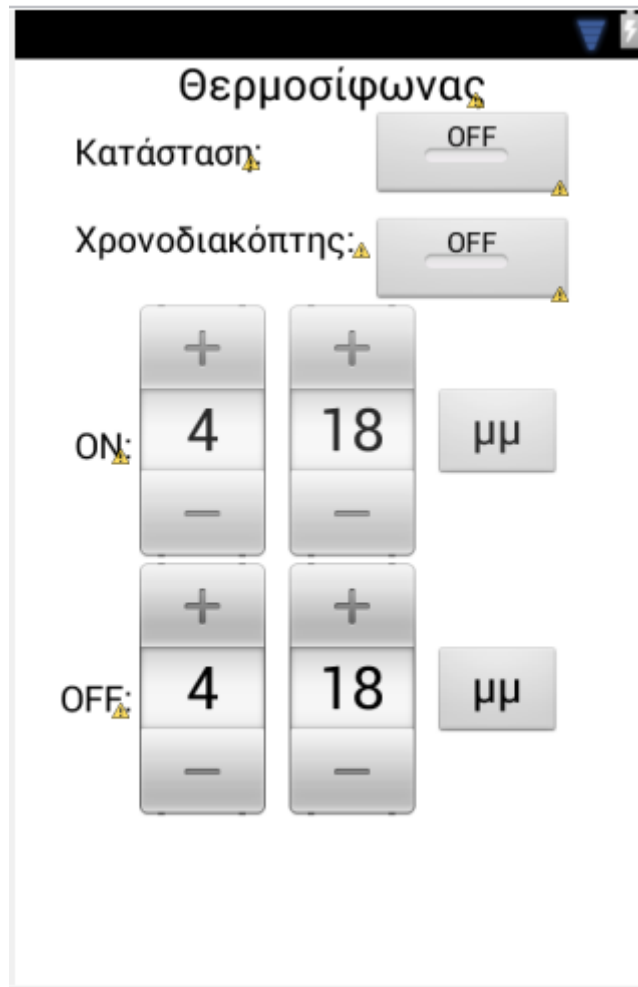 Θερμοσίφωνας
Κατάσταση: OFF
Χρονοδιακόπτης: OFF
+ +
ON: 4 18 μμ
− −
+ +
OFF: 4 18 μμ
− −